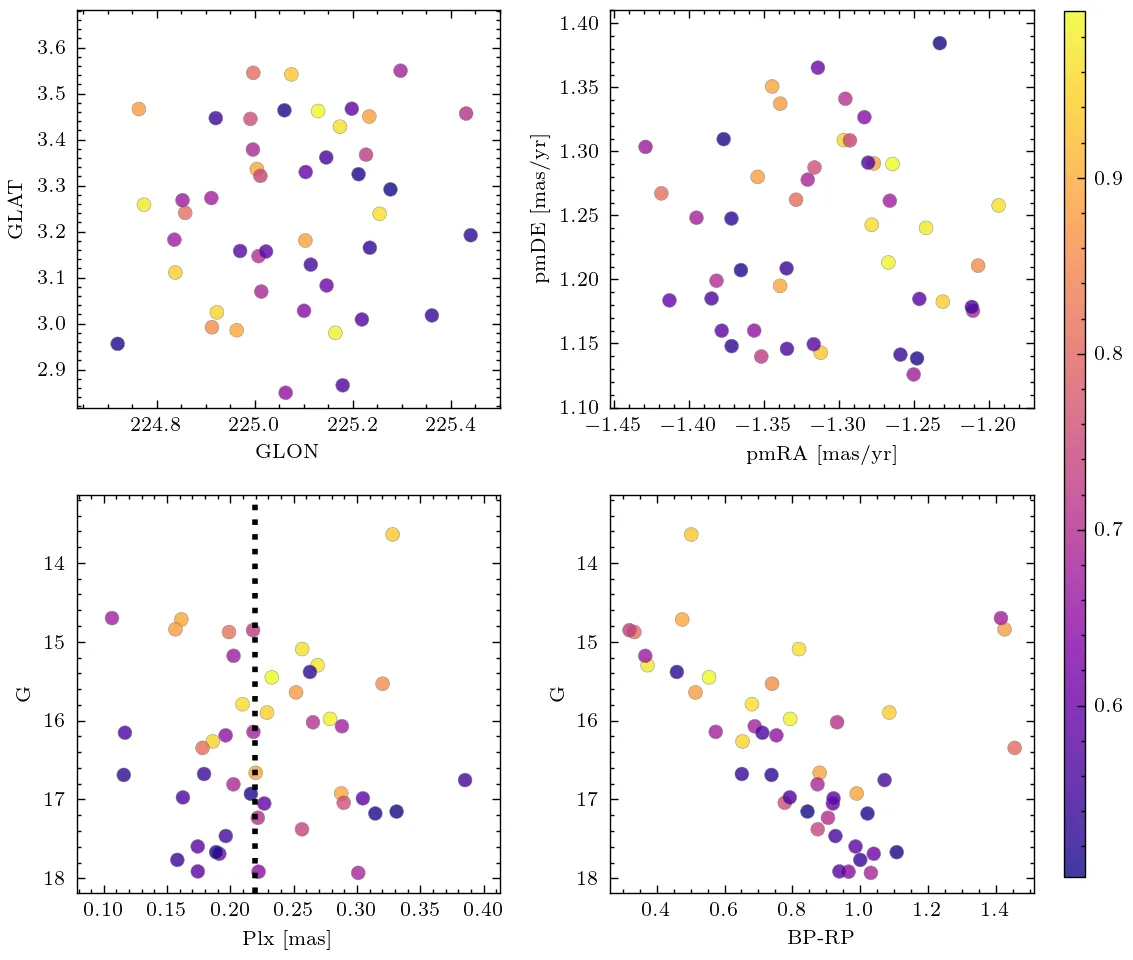 3.6
3.5
3.4
3.3
3.2
3.1
3.0
2.9
GLAT
224.8 225.0 225.2 225.4
GLON
1.40
1.35
1.30
1.25
1.20
1.15
1.10
pmDE [mas/yr]
−1.45 −1.40 −1.35 −1.30 −1.25 −1.20
pmRA [mas/yr]
0.9
0.8
0.7
0.6
14
15
16
17
18
G
0.10 0.15 0.20 0.25 0.30 0.35 0.40
Plx [mas]
14
15
16
17
18
G
0.4 0.6 0.8 1.0 1.2 1.4
BP-RP